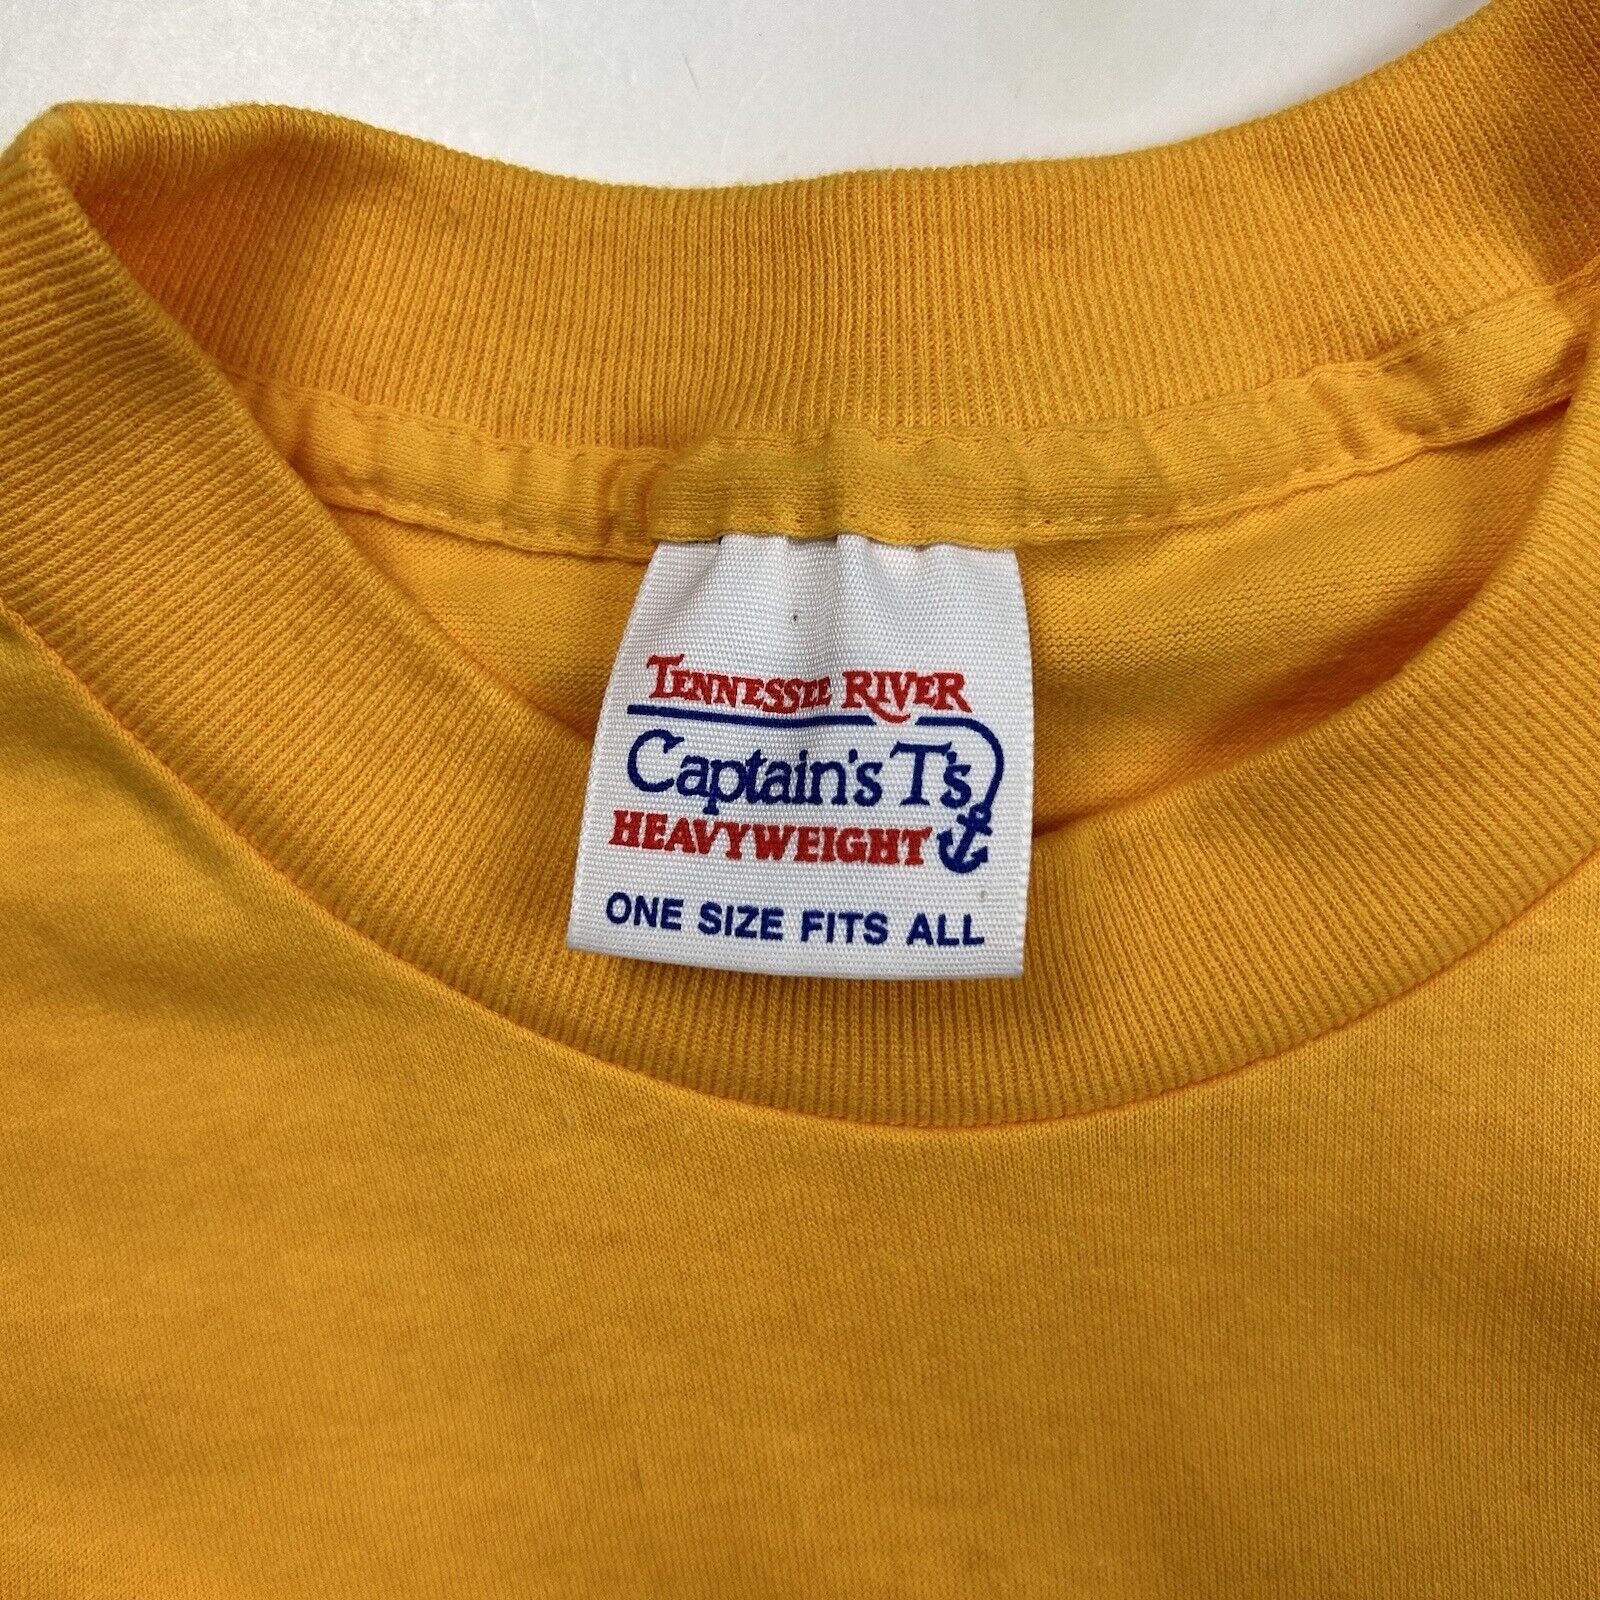 TENNESSEE RIVER
Captain's T's
HEAVYWEIGHT
ONE SIZE FITS ALL